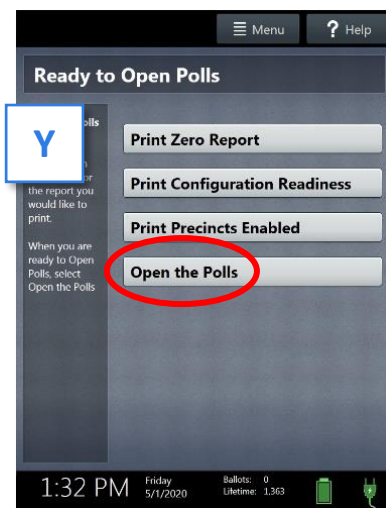 Menu
? Help
Ready to Open Polls
Y
Print Zero Report
Print Configuration Readiness
Print Precincts Enabled
Open the Polls
the report you
would like to
print.
When you are
ready to Open
Polls, select
Open the Polls
1:32 PM
Friday
5/1/2020
Ballots: 0
Lifetime: 1,363